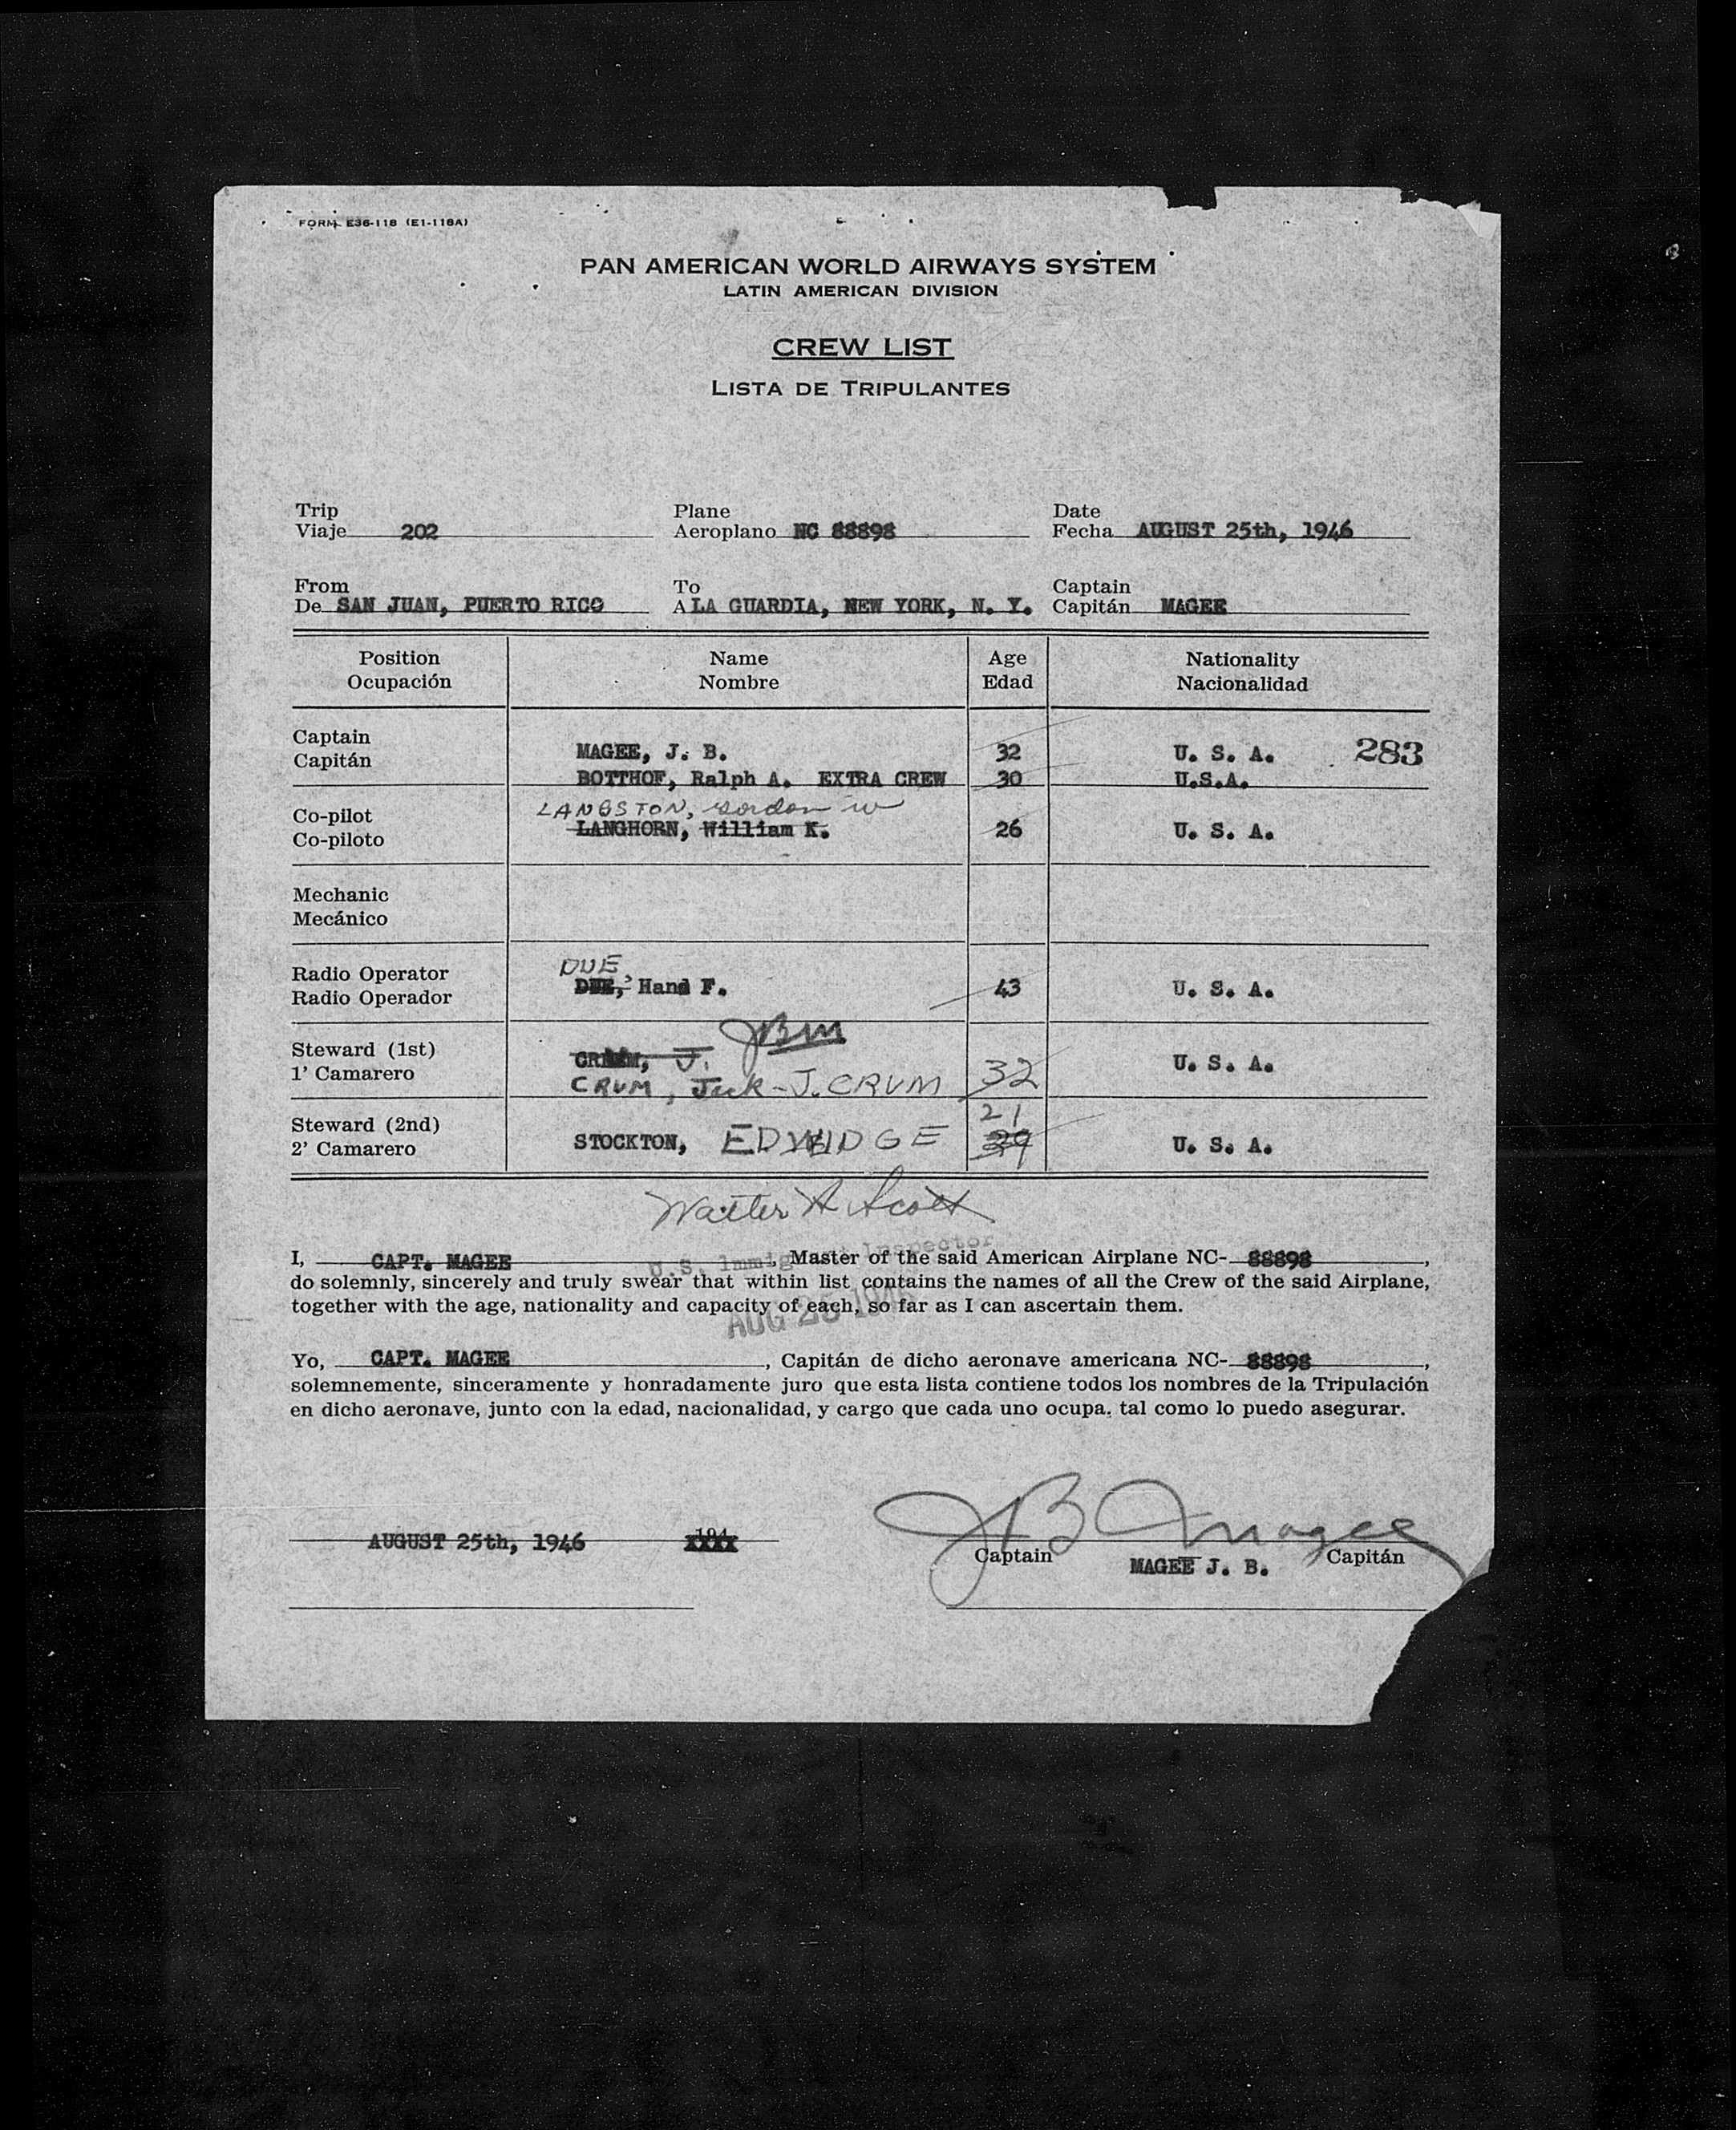 FORM E36-118 (E1-118A)
PAN AMERICAN WORLD AIRWAYS SYSTEM
LATIN AMERICAN DIVISION
CREW LIST
LISTA DE TRIPULANTES
Trip Plane Date
Viaje 202 Aeroplano NC 88898 Fecha AUGUST 25th, 1946
From To Captain
De SAN JUAN, PUERTO RICO A LA GUARDIA, NEW YORK, N. Y. Capitán MAGEE
Position Name Age Nationality
Ocupación Nombre Edad Nacionalidad
Captain
Capitán MAGEE, J. B. 32 U. S. A. 283
BOTTHOF, Ralph A. EXTRA CREW 30 U.S.A.
LANGSTON, Gordon W
Co-pilot
Co-piloto LANGHORN, William K. 26 U. S. A.
Mechanic
Mecánico
DUE,
Radio Operator
Radio Operador DUE, Hand F. 43 U. S. A.
JBM
Steward (1st) J. U. S. A.
1' Camarero CRUM, Jack - J. CRUM 32
Steward (2nd) 21
2' Camarero STOCKTON, 29 U. S. A.
Walter A Scott
U.S. Immig Inspector
I, CAPT. MAGEE, Master of the said American Airplane NC- 88898,
do solemnly, sincerely and truly swear that within list contains the names of all the Crew of the said Airplane,
together with the age, nationality and capacity of each, so far as I can ascertain them.
AUG 25 1946
Yo, CAPT. MAGEE, Capitán de dicho aeronave americana NC- 88898,
solemnemente, sinceramente y honradamente juro que esta lista contiene todos los nombres de la Tripulación
en dicho aeronave, junto con la edad, nacionalidad, y cargo que cada uno ocupa, tal como lo puedo asegurar.
JB Magee
AUGUST 25th, 1946 194
Captain MAGEE J. B. Capitán